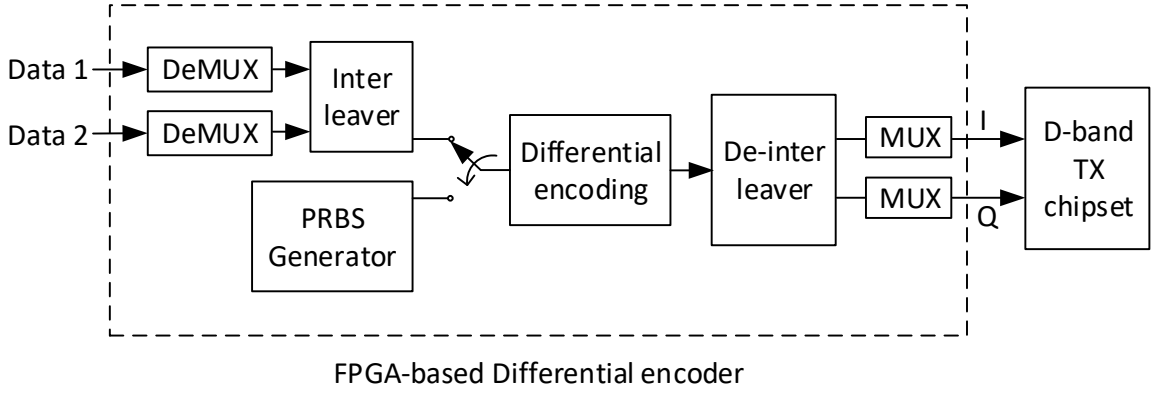 Data 1
DeMUX
Data 2
DeMUX
Inter
leaver
PRBS
Generator
Differential
encoding
De-inter
leaver
MUX
MUX
I
Q
D-band
TX
chipset
FPGA-based Differential encoder